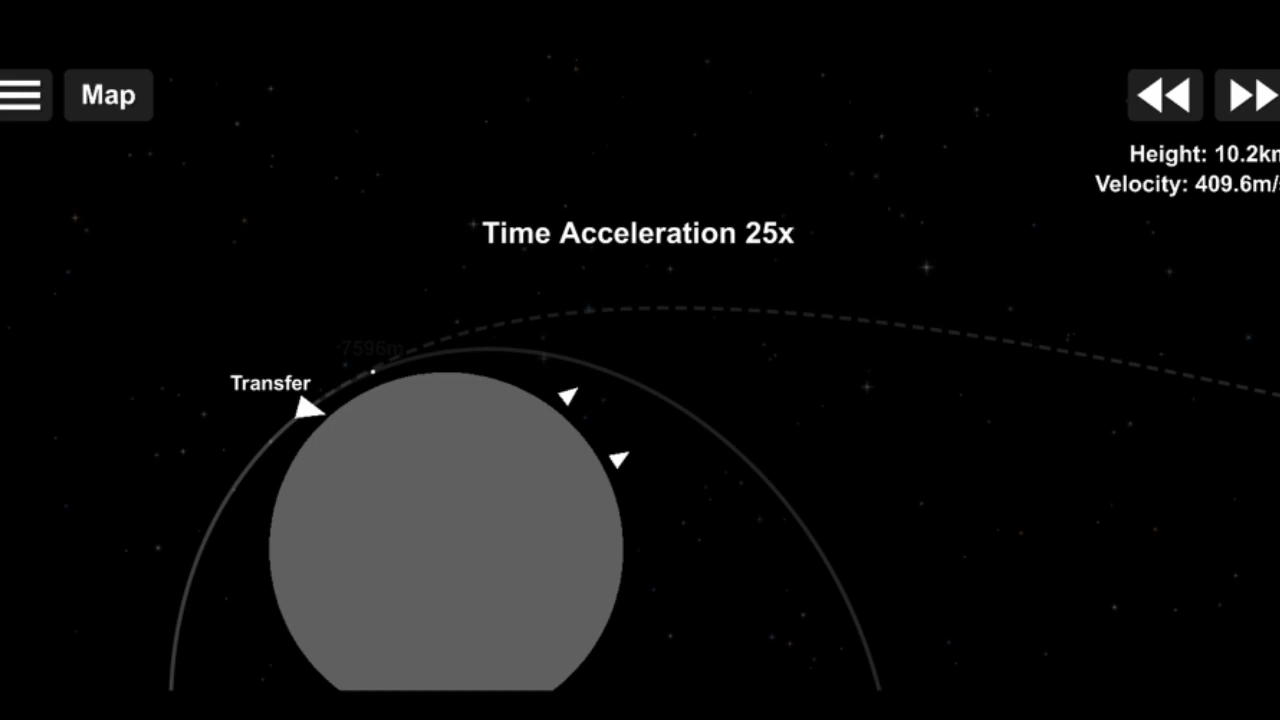 Map
Height: 10.2km
Velocity: 409.6m/s
Time Acceleration 25x
7596m
Transfer